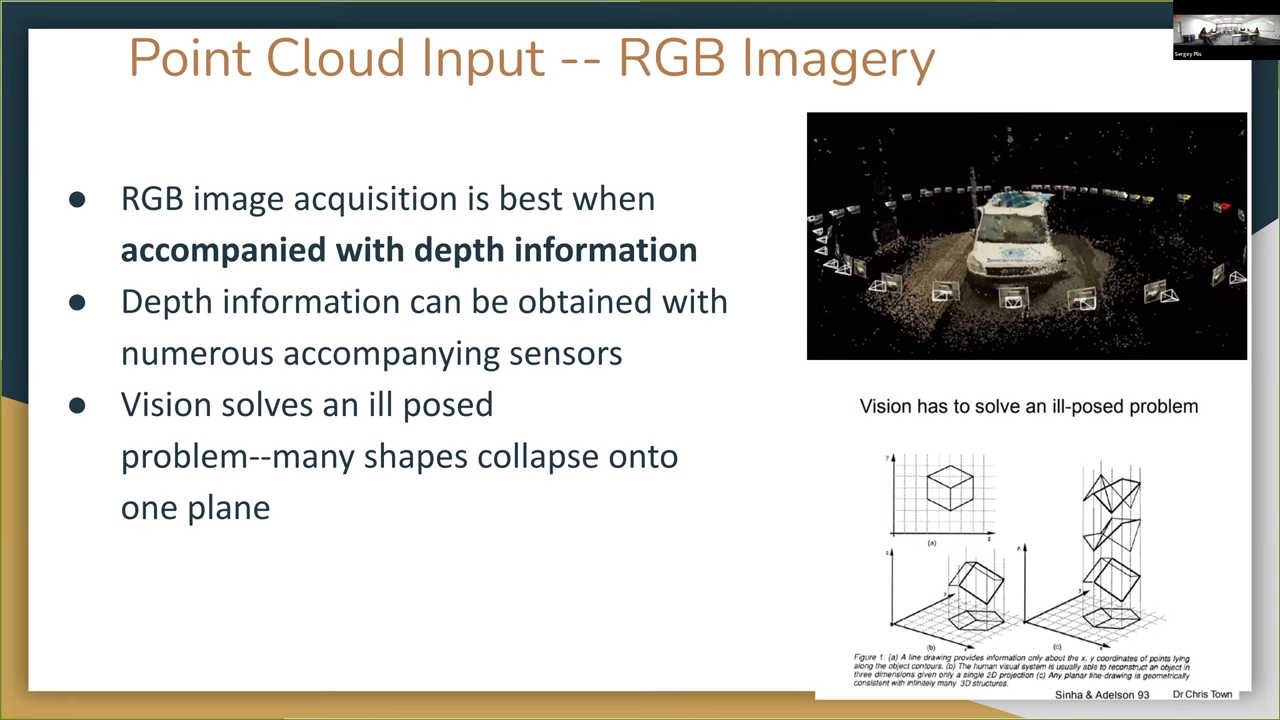 Point Cloud Input -- RGB Imagery
Sergey Plis
● RGB image acquisition is best when
accompanied with depth information
● Depth information can be obtained with
numerous accompanying sensors
● Vision solves an ill posed
problem--many shapes collapse onto
one plane
Vision has to solve an ill-posed problem
y
x
(a)
z
y
x
(b)
z
y
x
(c)
Figure 1. (a) A line drawing provides information only about the x, y coordinates of points lying
along the object contours. (b) The human visual system is usually able to reconstruct an object in
three dimensions given only a single 2D projection (c) Any planar line-drawing is geometrically
consistent with infinitely many 3D structures.
Sinha & Adelson 93 Dr Chris Town